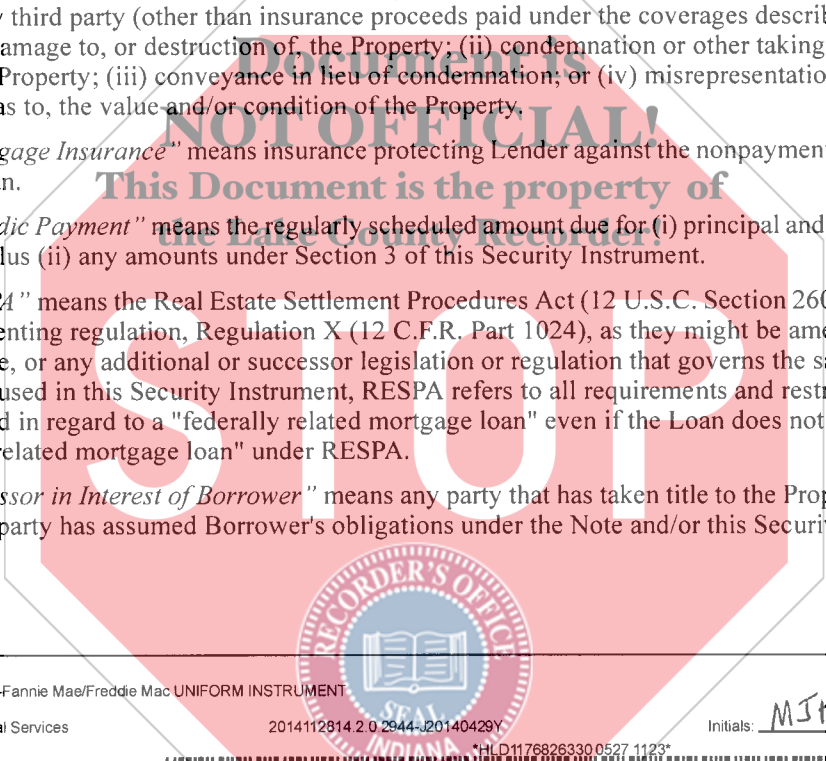 y third party (other than insurance proceeds paid under the coverages describ
amage to, or destruction of, the Property; (ii) condemnation or other taking
Document is
Property; (iii) conveyance in lieu of condemnation; or (iv) misrepresentatio
as to, the value and/or condition of the Property.
NOT OFFICIAL!
gage Insurance" means insurance protecting Lender against the nonpayment
n.
This Document is the property of
dic Payment" means the regularly scheduled amount due for (i) principal and
the Lake County Recorder!
lus (ii) any amounts under Section 3 of this Security Instrument.
A" means the Real Estate Settlement Procedures Act (12 U.S.C. Section 260
enting regulation, Regulation X (12 C.F.R. Part 1024), as they might be ame
e, or any additional or successor legislation or regulation that governs the sa
used in this Security Instrument, RESPA refers to all requirements and restr
d in regard to a "federally related mortgage loan" even if the Loan does not
elated mortgage loan" under RESPA.
STOP
ssor in Interest of Borrower" means any party that has taken title to the Prop
party has assumed Borrower's obligations under the Note and/or this Securi
RECORDER'S OFFICE
SEAL
INDIANA
-Fannie Mae/Freddie Mac UNIFORM INSTRUMENT
al Services 2014112814.2.0.2944-J20140429Y Initials: MJ
*HLD1176826330 0527 1123*